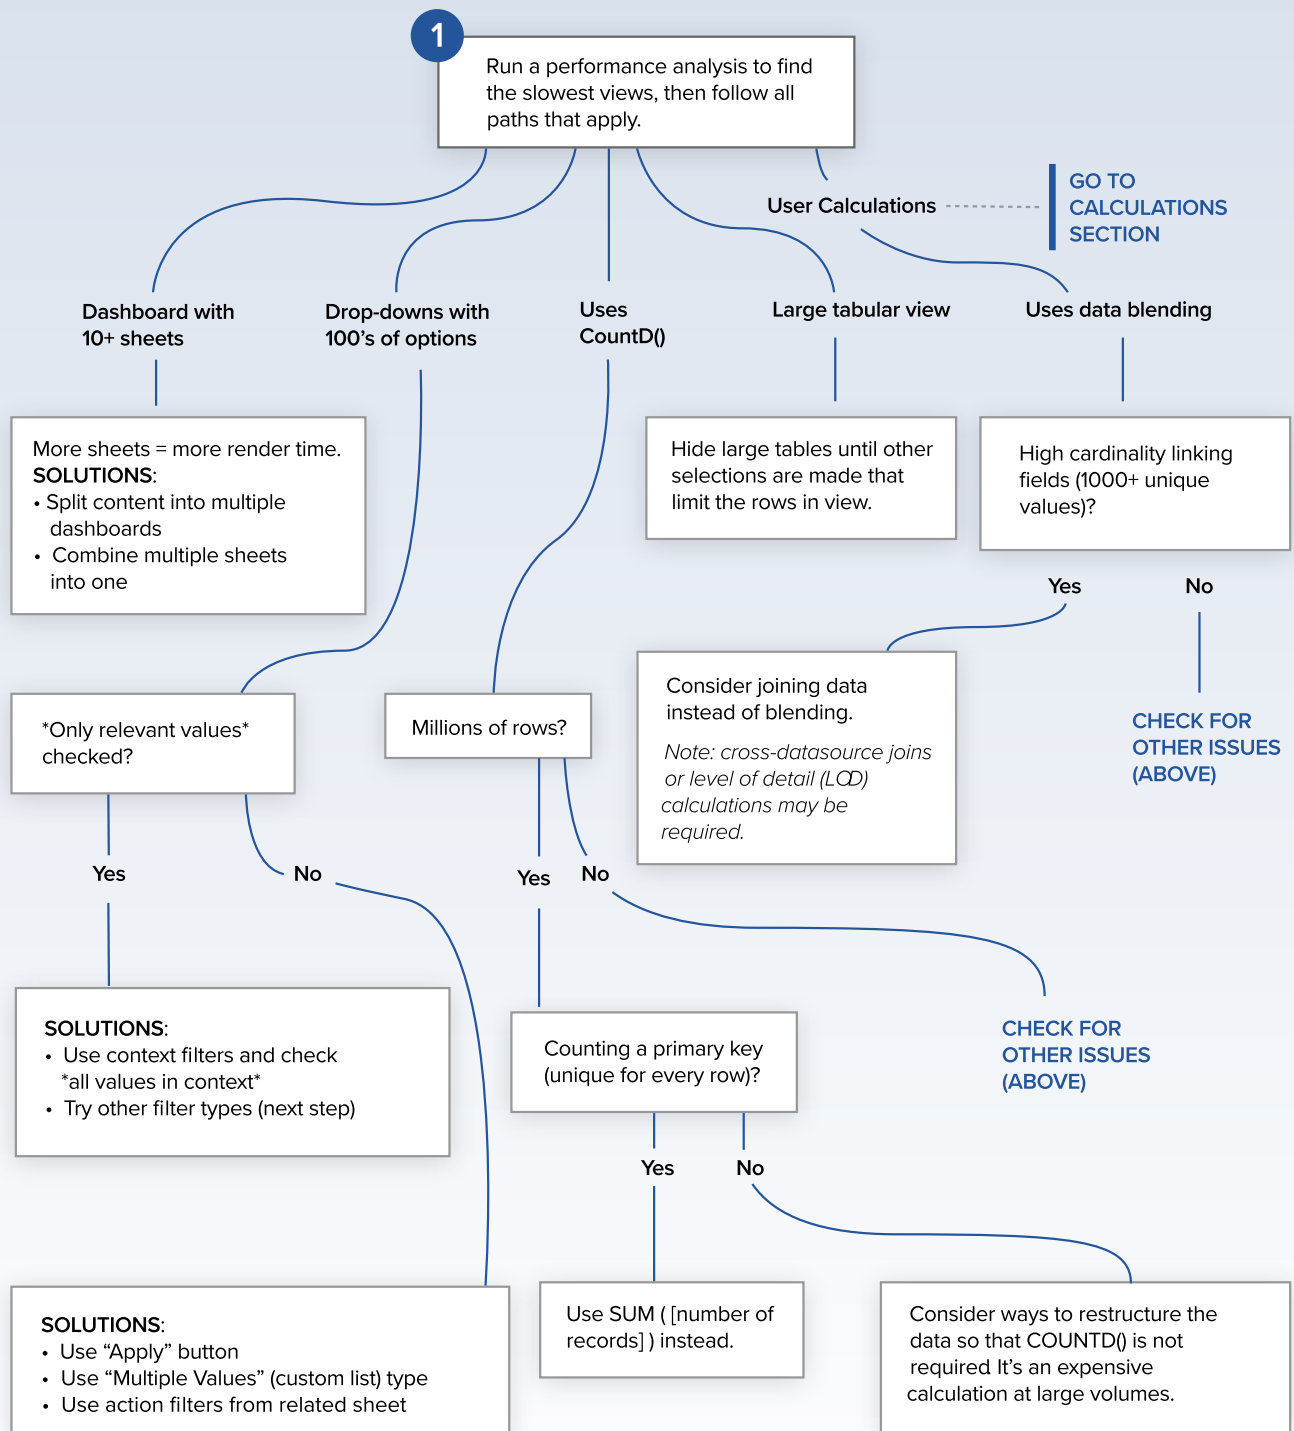 1
Run a performance analysis to find
the slowest views, then follow all
paths that apply.
User Calculations
GO TO
CALCULATIONS
SECTION
Dashboard with
10+ sheets
Drop-downs with
100’s of options
Uses
CountD()
Large tabular view
Uses data blending
More sheets = more render time.
SOLUTIONS:
• Split content into multiple
dashboards
• Combine multiple sheets
into one
Hide large tables until other
selections are made that
limit the rows in view.
High cardinality linking
fields (1000+ unique
values)?
Yes
No
*Only relevant values*
checked?
Millions of rows?
Consider joining data
instead of blending.
Note: cross-datasource joins
or level of detail (LOD)
calculations may be
required.
CHECK FOR
OTHER ISSUES
(ABOVE)
Yes
No
Yes
No
SOLUTIONS:
• Use context filters and check
*all values in context*
• Try other filter types (next step)
Counting a primary key
(unique for every row)?
CHECK FOR
OTHER ISSUES
(ABOVE)
Yes
No
SOLUTIONS:
• Use “Apply” button
• Use “Multiple Values” (custom list) type
• Use action filters from related sheet
Use SUM ( [number of
records] ) instead.
Consider ways to restructure the
data so that COUNTD() is not
required. It’s an expensive
calculation at large volumes.